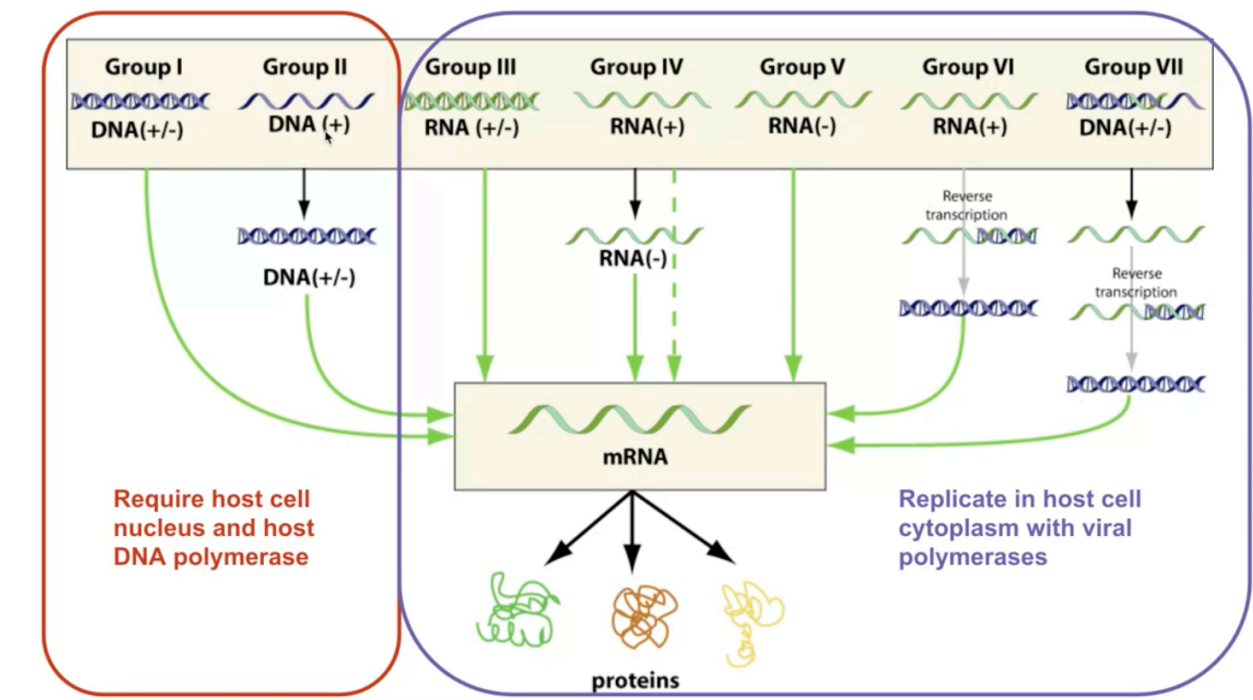 Group I
DNA(+/-)
Group II
DNA (+)
Group III
RNA (+/-)
Group IV
RNA(+)
Group V
RNA(-)
Group VI
RNA(+)
Group VII
DNA(+/-)
DNA(+/-)
RNA(-)
Reverse
transcription
Reverse
transcription
mRNA
Require host cell
nucleus and host
DNA polymerase
Replicate in host cell
cytoplasm with viral
polymerases
proteins